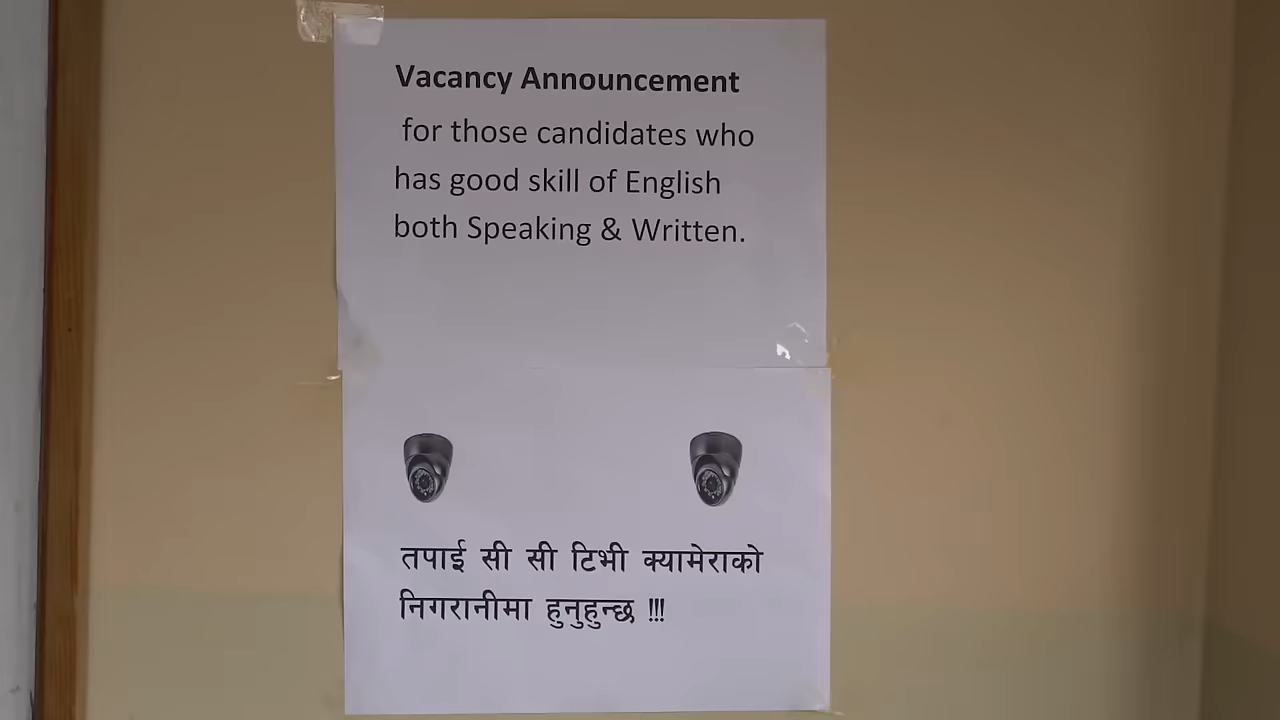 Vacancy Announcement
for those candidates who
has good skill of English
both Speaking & Written.
तपाई सी सी टिभी क्यामेराको
निगरानीमा हुनुहुन्छ !!!